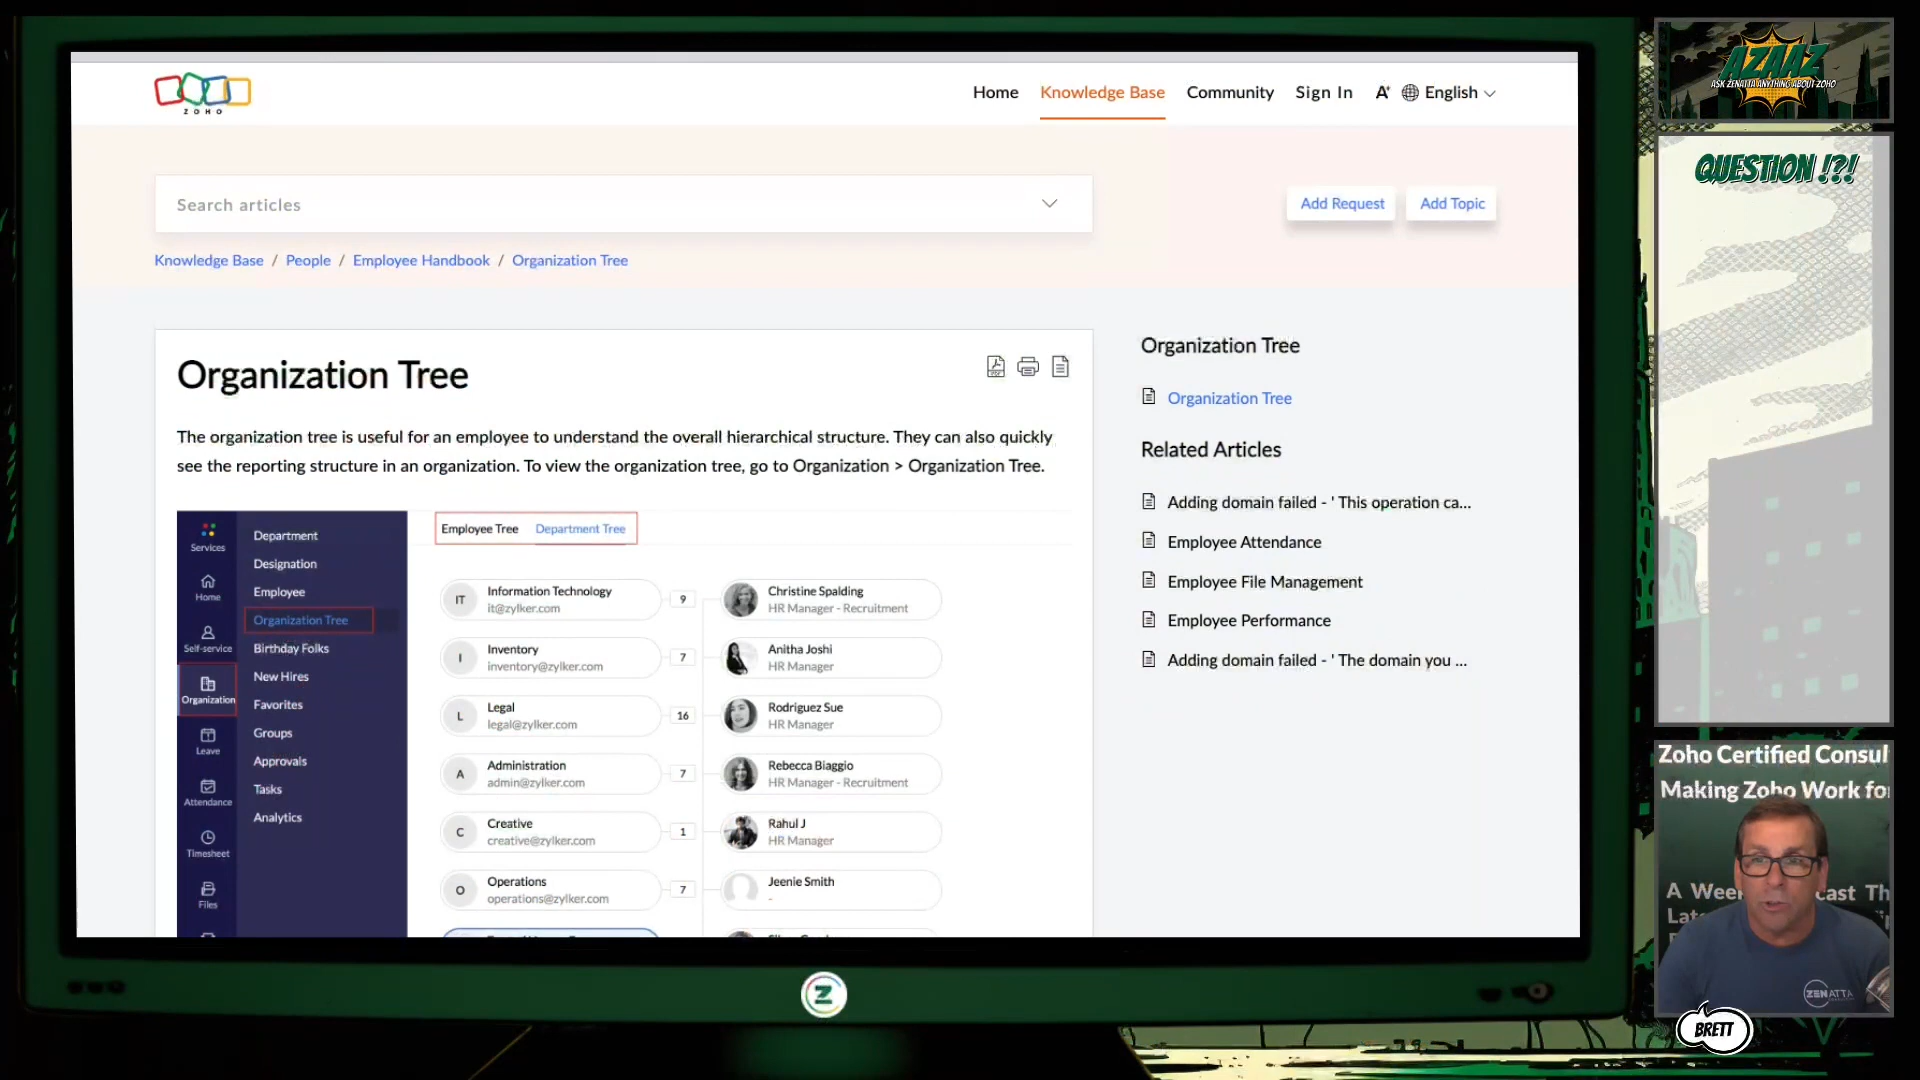 ZOHO
Home
Knowledge Base
Community
Sign In
English
Search articles
Add Request
Add Topic
Knowledge Base / People / Employee Handbook / Organization Tree
Organization Tree
The organization tree is useful for an employee to understand the overall hierarchical structure. They can also quickly
see the reporting structure in an organization. To view the organization tree, go to Organization > Organization Tree.
Services
Home
Self-service
Organization
Leave
Attendance
Timesheet
Files
Department
Designation
Employee
Organization Tree
Birthday Folks
New Hires
Favorites
Groups
Approvals
Tasks
Analytics
Employee Tree
Department Tree
IT
Information Technology
it@zylker.com
9
Christine Spalding
HR Manager - Recruitment
I
Inventory
inventory@zylker.com
7
Anitha Joshi
HR Manager
L
Legal
legal@zylker.com
16
Rodriguez Sue
HR Manager
A
Administration
admin@zylker.com
7
Rebecca Biaggio
HR Manager - Recruitment
C
Creative
creative@zylker.com
1
Rahul J
HR Manager
O
Operations
operations@zylker.com
7
Jeenie Smith
-
Organization Tree
Organization Tree
Related Articles
Adding domain failed - ' This operation ca...
Employee Attendance
Employee File Management
Employee Performance
Adding domain failed - ' The domain you ...
AZAAZ
ASK ZENATTA ANYTHING ABOUT ZOHO
QUESTION !?!
Zoho Certified Consul
Making Zoho Work fo
A Wee
cast Th
ZENATTA
BRETT
Z